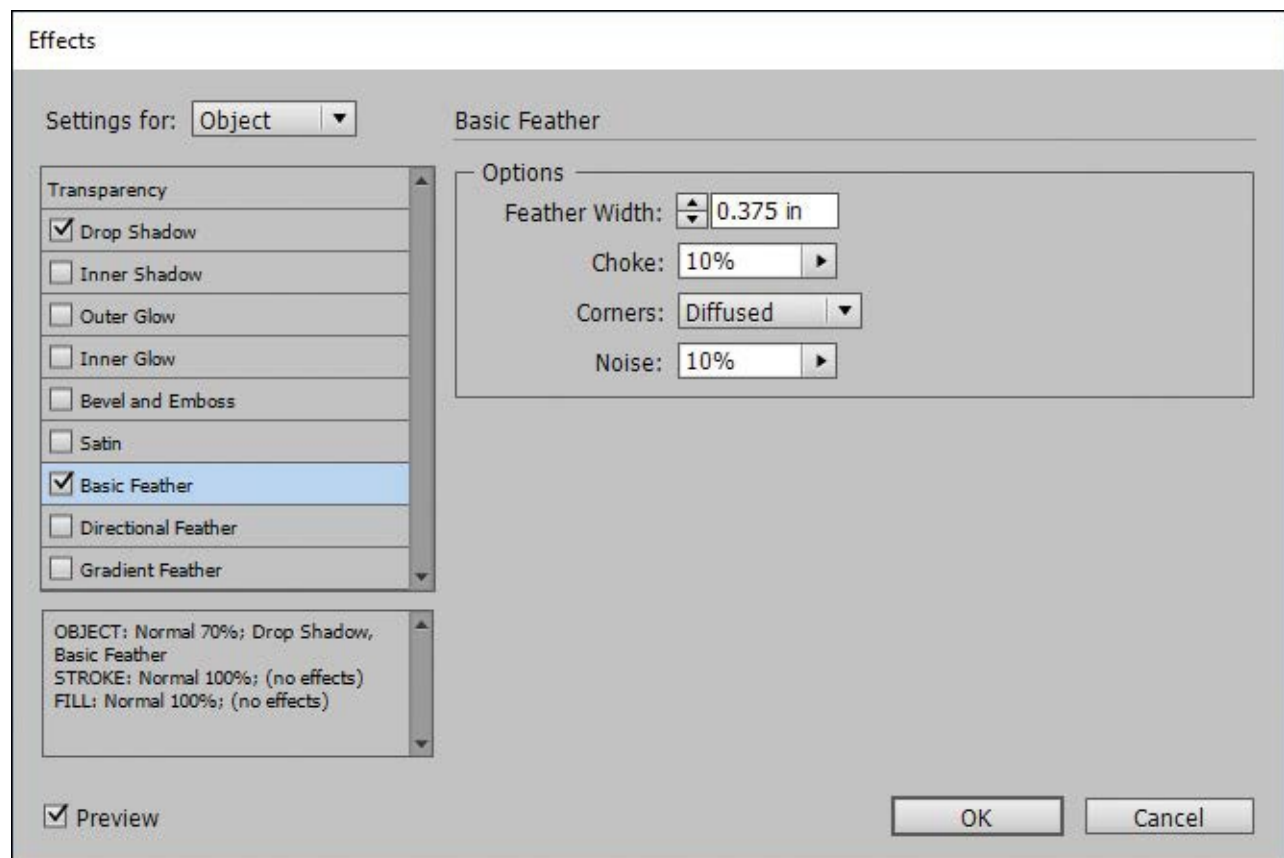 Effects
Settings for: Object
Basic Feather
Transparency
Drop Shadow
Inner Shadow
Outer Glow
Inner Glow
Bevel and Emboss
Satin
Basic Feather
Directional Feather
Gradient Feather
Options
Feather Width: 0.375 in
Choke: 10%
Corners: Diffused
Noise: 10%
OBJECT: Normal 70%; Drop Shadow,
Basic Feather
STROKE: Normal 100%; (no effects)
FILL: Normal 100%; (no effects)
Preview
OK
Cancel